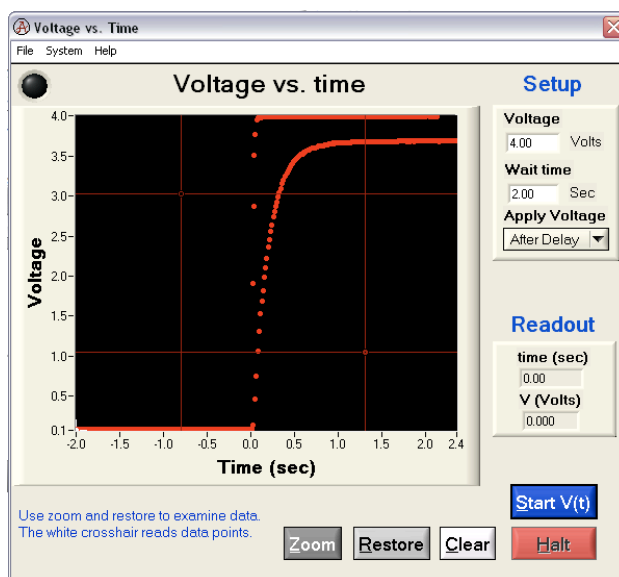 Voltage vs. Time
File System Help
Voltage vs. time
Setup
Voltage
4.00 Volts
Wait time
2.00 Sec
Apply Voltage
After Delay
4.0
3.5
3.0
2.5
2.0
1.5
1.0
0.5
0.1
Voltage
-2.0 -1.5 -1.0 -0.5 0.0 0.5 1.0 1.5 2.0 2.4
Time (sec)
Readout
time (sec)
0.00
V (Volts)
0.000
Use zoom and restore to examine data.
The white crosshair reads data points.
Start V(t)
Zoom Restore Clear Halt